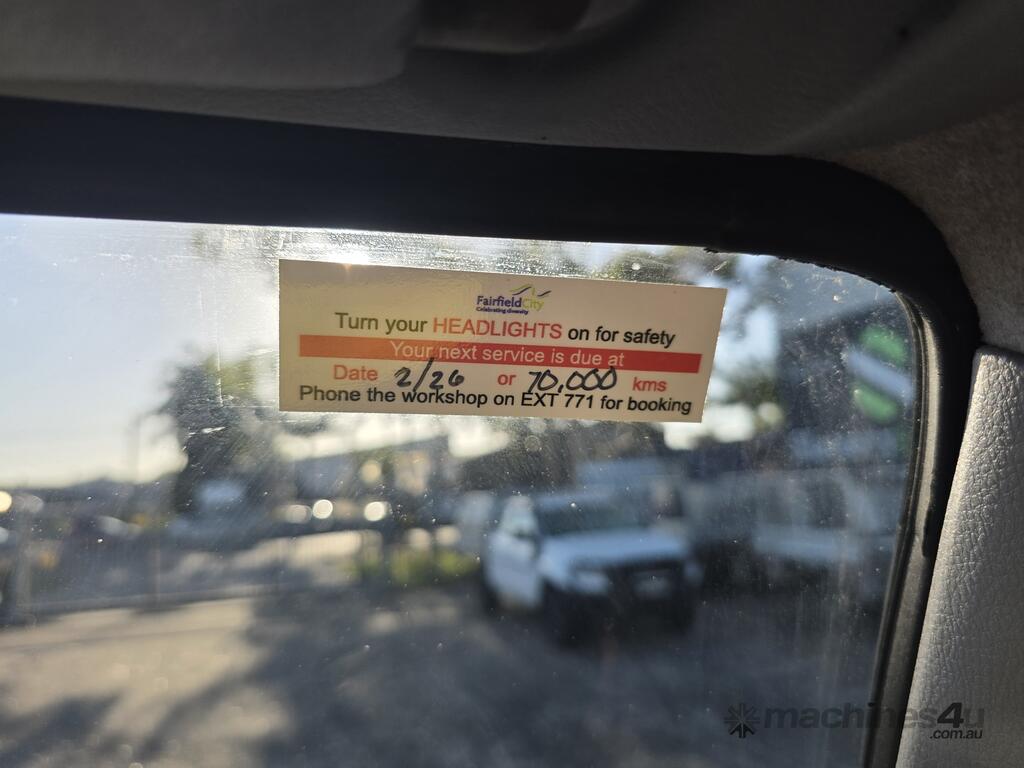 FairfieldCity
Celebrating diversity
Turn your HEADLIGHTS on for safety
Your next service is due at
Date 2/26 or 70,000 kms
Phone the workshop on EXT 771 for booking
machines4u
.com.au